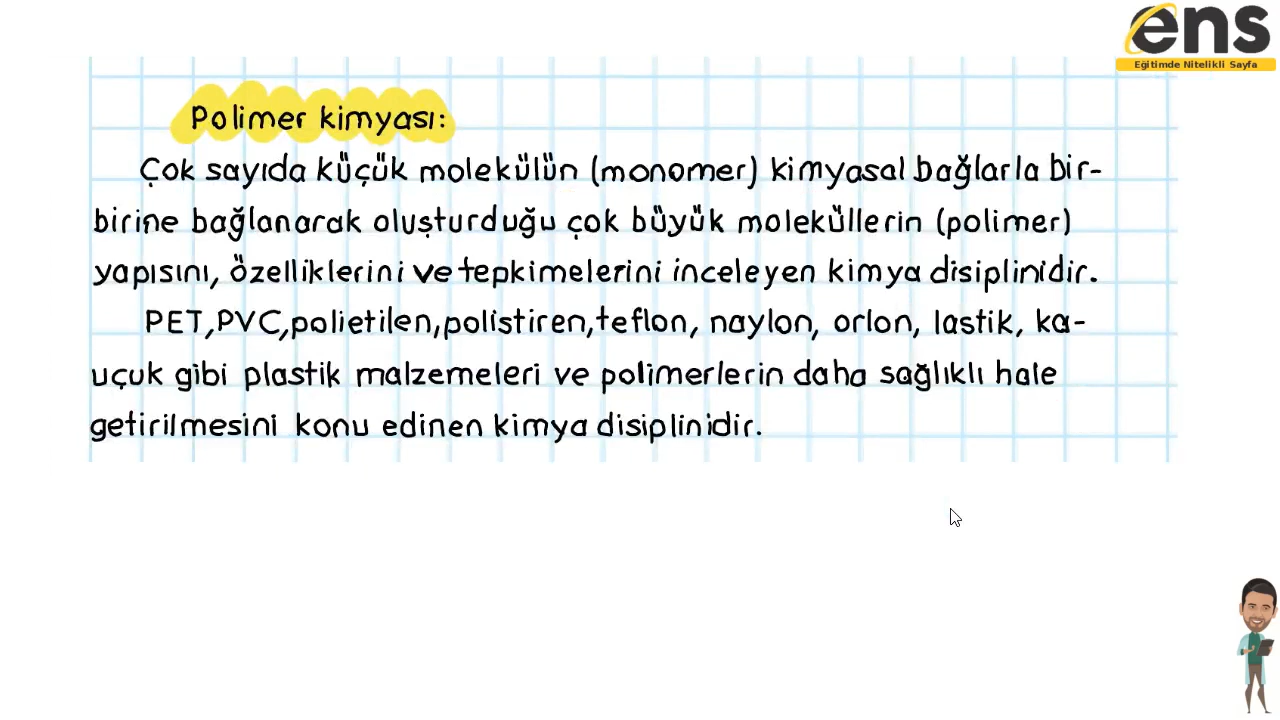 ens
Eğitimde Nitelikli Sayfa
Polimer kimyası:
Çok sayıda küçük molekülün (monomer) kimyasal bağlarla bir-
birine bağlanarak oluşturduğu çok büyük moleküllerin (polimer)
yapısını, özelliklerini ve tepkimelerini inceleyen kimya disiplinidir.
PET,PVC,polietilen,polistiren,teflon, naylon, orlon, lastik, ka-
uçuk gibi plastik malzemeleri ve polimerlerin daha sağlıklı hale
getirilmesini konu edinen kimya disiplinidir.